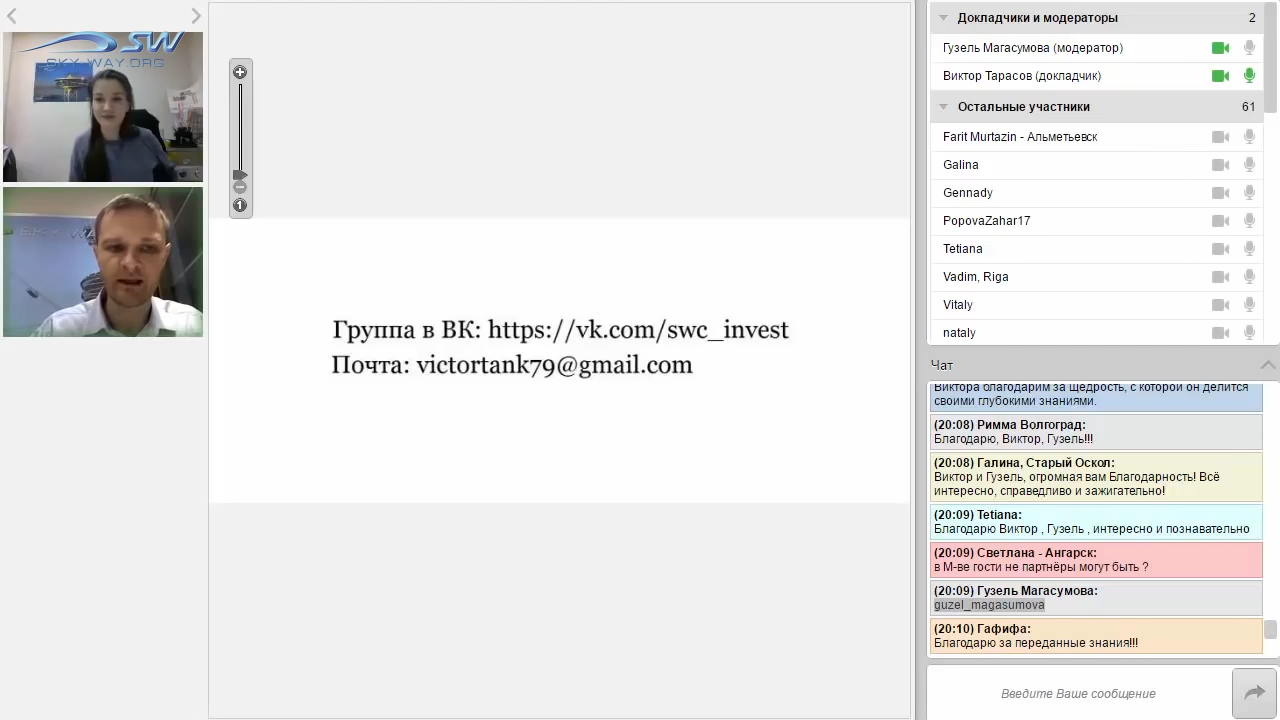 SW
SKY WAY.ORG
Группа в ВК: https://vk.com/swc_invest
Почта: victortank79@gmail.com
Докладчики и модераторы 2
Гузель Магасумова (модератор)
Виктор Тарасов (докладчик)
Остальные участники 61
Farit Murtazin - Альметьевск
Galina
Gennady
PopovaZahar17
Tetiana
Vadim, Riga
Vitaly
nataly
Чат
Виктора благодарим за щедрость, с которой он делится
своими глубокими знаниями.
(20:08) Римма Волгоград:
Благодарю, Виктор, Гузель!!!
(20:08) Галина, Старый Оскол:
Виктор и Гузель, огромная вам Благодарность! Всё
интересно, справедливо и зажигательно!
(20:09) Tetiana:
Благодарю Виктор , Гузель , интересно и познавательно
(20:09) Светлана - Ангарск:
в М-ве гости не партнёры могут быть ?
(20:09) Гузель Магасумова:
guzel_magasumova
(20:10) Гафифа:
Благодарю за переданные знания!!!
Введите Ваше сообщение